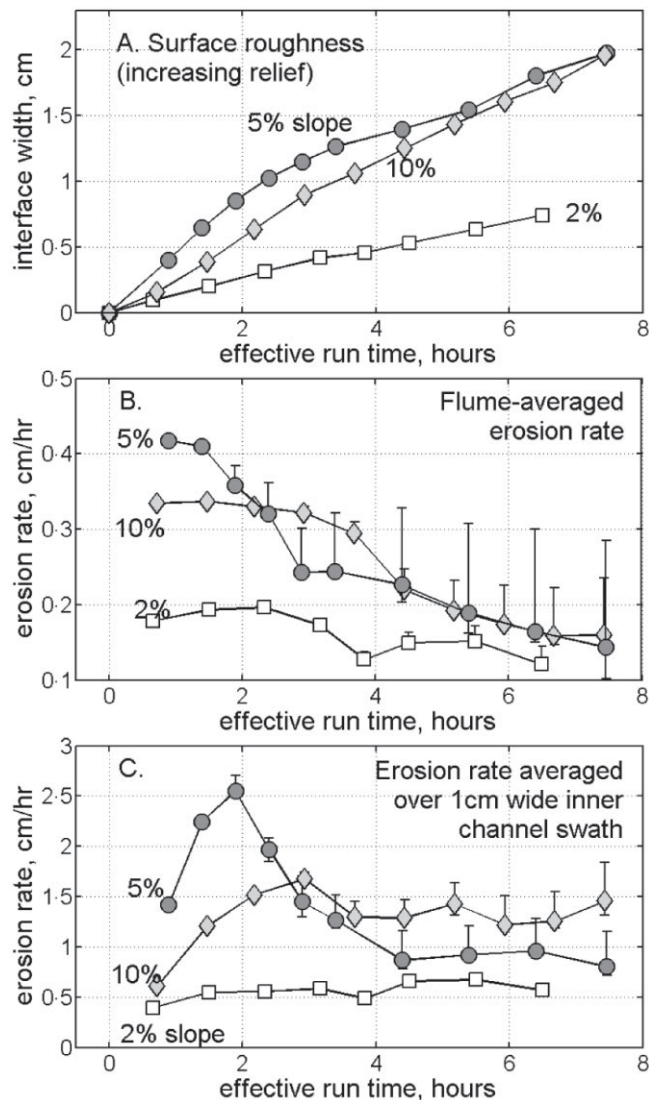 A. Surface roughness
(increasing relief)
5% slope
10%
2%
interface width, cm
2
1·5
1
0·5
0
0 2 4 6 8
effective run time, hours
B.
Flume-averaged
erosion rate
5%
10%
2%
erosion rate, cm/hr
0·5
0·4
0·3
0·2
0·1
0 2 4 6 8
effective run time, hours
C.
Erosion rate averaged
over 1cm wide inner
channel swath
5%
10%
2% slope
erosion rate, cm/hr
3
2·5
2
1·5
1
0·5
0
0 2 4 6 8
effective run time, hours